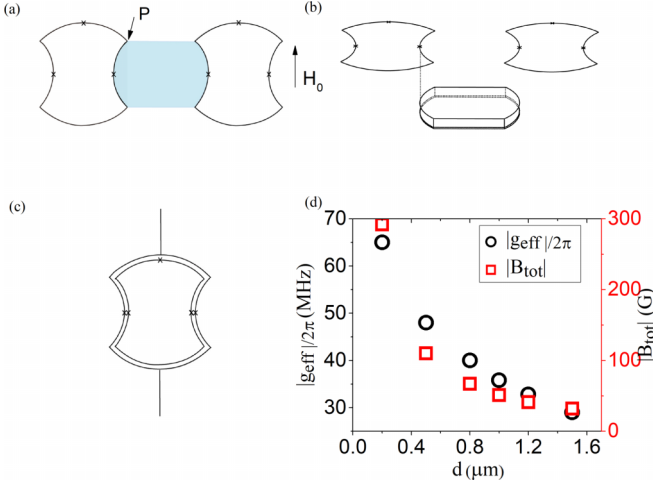 (a)
P
H0
(b)
(c)
(d)
|geff|/2π (MHz)
70
60
50
40
30
|geff|/2π
|Btot|
300
200
100
0
|Btot| (G)
0.0 0.4 0.8 1.2 1.6
d (μm)